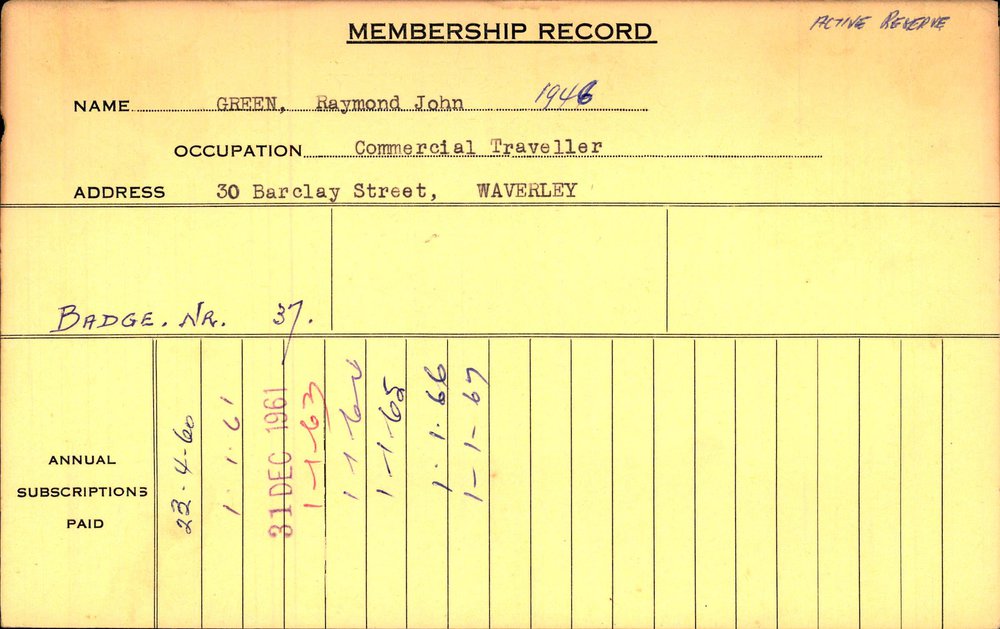 ACTIVE RESERVE
MEMBERSHIP RECORD
NAME GREEN, Raymond John 1946
OCCUPATION Commercial Traveller
ADDRESS 30 Barclay Street, WAVERLEY
BADGE. NR. 37.
ANNUAL
SUBSCRIPTIONS
PAID
22-4-60
1.1.61
31 DEC 1961
1-1-63
1-1-64
1-1-65
1.1.66
1-1-67